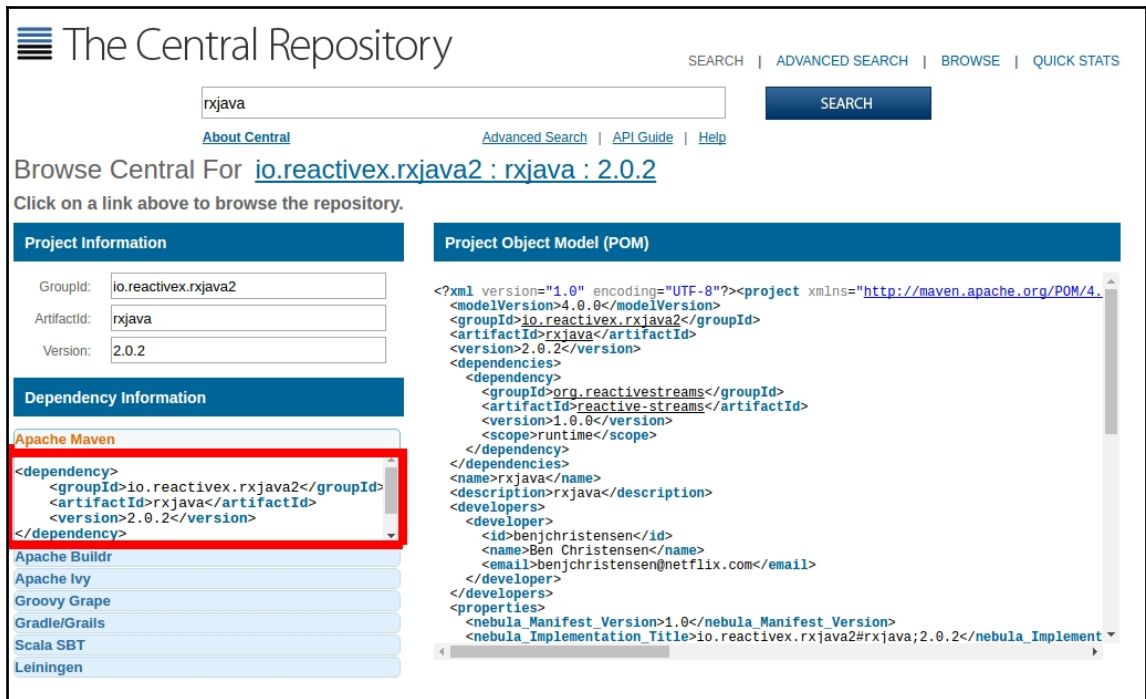 The Central Repository
SEARCH | ADVANCED SEARCH | BROWSE | QUICK STATS
rxjava
SEARCH
About Central
Advanced Search | API Guide | Help
Browse Central For io.reactivex.rxjava2 : rxjava : 2.0.2
Click on a link above to browse the repository.
Project Information
GroupId: io.reactivex.rxjava2
ArtifactId: rxjava
Version: 2.0.2
Dependency Information
Apache Maven
<dependency>
    <groupId>io.reactivex.rxjava2</groupId>
    <artifactId>rxjava</artifactId>
    <version>2.0.2</version>
</dependency>
Apache Buildr
Apache Ivy
Groovy Grape
Gradle/Grails
Scala SBT
Leiningen
Project Object Model (POM)
<?xml version="1.0" encoding="UTF-8"?><project xmlns="http://maven.apache.org/POM/4.
  <modelVersion>4.0.0</modelVersion>
  <groupId>io.reactivex.rxjava2</groupId>
  <artifactId>rxjava</artifactId>
  <version>2.0.2</version>
  <dependencies>
    <dependency>
      <groupId>org.reactivestreams</groupId>
      <artifactId>reactive-streams</artifactId>
      <version>1.0.0</version>
      <scope>runtime</scope>
    </dependency>
  </dependencies>
  <name>rxjava</name>
  <description>rxjava</description>
  <developers>
    <developer>
      <id>benjchristensen</id>
      <name>Ben Christensen</name>
      <email>benjchristensen@netflix.com</email>
    </developer>
  </developers>
  <properties>
    <nebula_Manifest_Version>1.0</nebula_Manifest_Version>
    <nebula_Implementation_Title>io.reactivex.rxjava2#rxjava;2.0.2</nebula_Implement